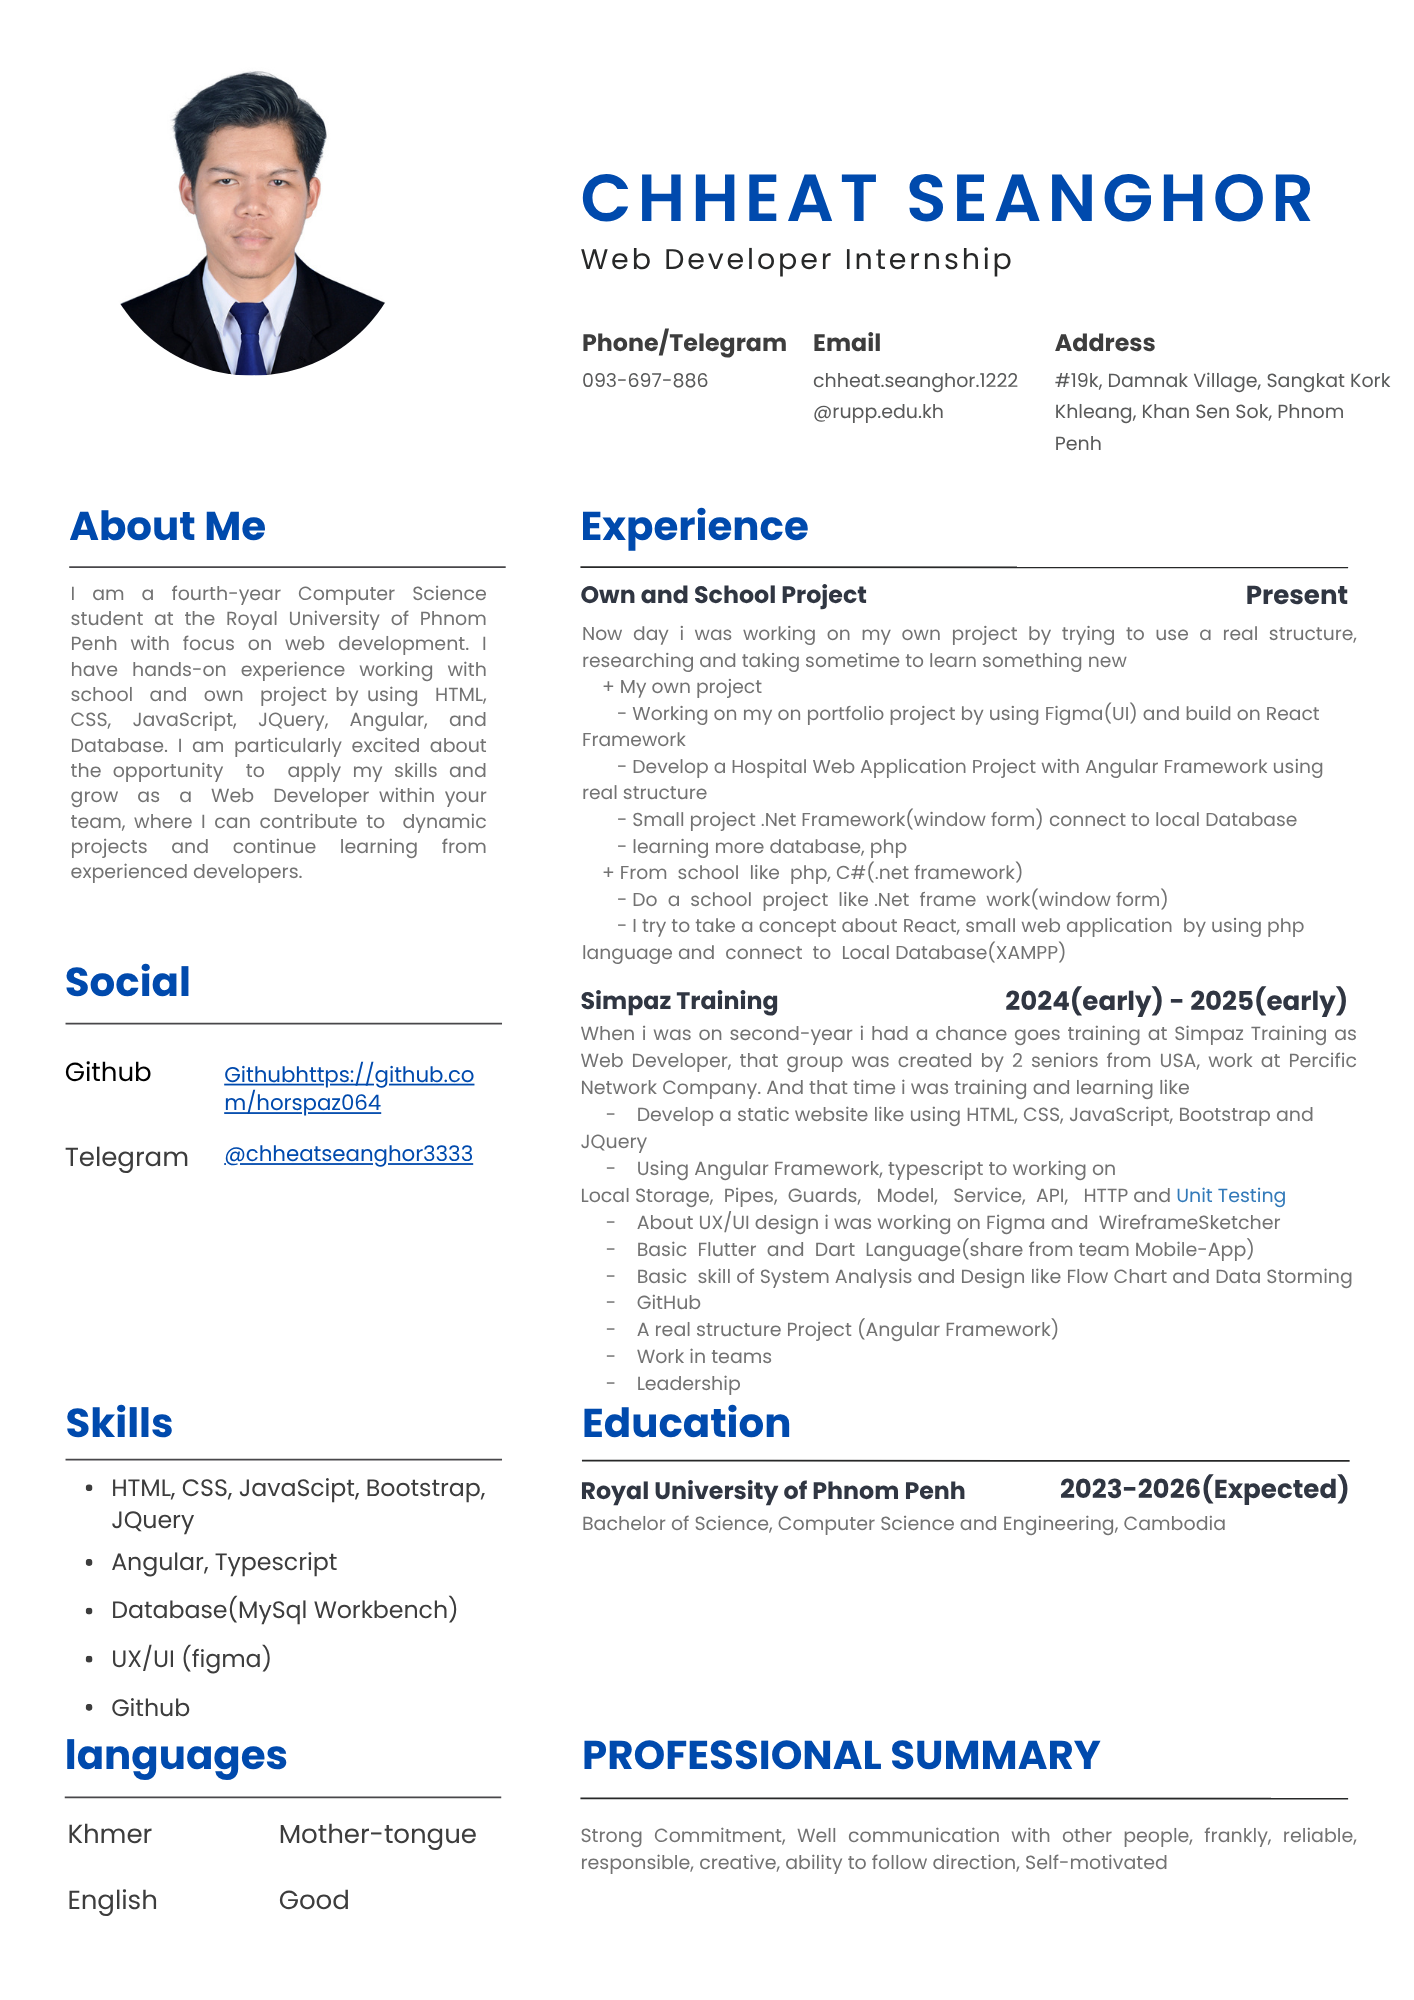 CHHEAT SEANGHOR
Web Developer Internship
Phone/Telegram
093-697-886
Email
chheat.seanghor.1222
@rupp.edu.kh
Address
#19k, Damnak Village, Sangkat Kork
Khleang, Khan Sen Sok, Phnom
Penh
About Me
I am a fourth-year Computer Science
student at the Royal University of Phnom
Penh with focus on web development. I
have hands-on experience working with
school and own project by using HTML,
CSS, JavaScript, JQuery, Angular, and
Database. I am particularly excited about
the opportunity to apply my skills and
grow as a Web Developer within your
team, where I can contribute to dynamic
projects and continue learning from
experienced developers.
Social
Github
Githubhttps://github.co
m/horspaz064
Telegram
@chheatseanghor3333
Skills
• HTML, CSS, JavaScipt, Bootstrap,
JQuery
• Angular, Typescript
• Database(MySql Workbench)
• UX/UI (figma)
• Github
languages
Khmer Mother-tongue
English Good
Experience
Own and School Project Present
Now day i was working on my own project by trying to use a real structure,
researching and taking sometime to learn something new
+ My own project
- Working on my on portfolio project by using Figma(UI) and build on React
Framework
- Develop a Hospital Web Application Project with Angular Framework using
real structure
- Small project .Net Framework(window form) connect to local Database
- learning more database, php
+ From school like php, C#(.net framework)
- Do a school project like .Net frame work(window form)
- I try to take a concept about React, small web application by using php
language and connect to Local Database(XAMPP)
Simpaz Training 2024(early) - 2025(early)
When i was on second-year i had a chance goes training at Simpaz Training as
Web Developer, that group was created by 2 seniors from USA, work at Percific
Network Company. And that time i was training and learning like
- Develop a static website like using HTML, CSS, JavaScript, Bootstrap and
JQuery
- Using Angular Framework, typescript to working on
Local Storage, Pipes, Guards, Model, Service, API, HTTP and Unit Testing
- About UX/UI design i was working on Figma and WireframeSketcher
- Basic Flutter and Dart Language(share from team Mobile-App)
- Basic skill of System Analysis and Design like Flow Chart and Data Storming
- GitHub
- A real structure Project (Angular Framework)
- Work in teams
- Leadership
Education
Royal University of Phnom Penh 2023-2026(Expected)
Bachelor of Science, Computer Science and Engineering, Cambodia
PROFESSIONAL SUMMARY
Strong Commitment, Well communication with other people, frankly, reliable,
responsible, creative, ability to follow direction, Self-motivated